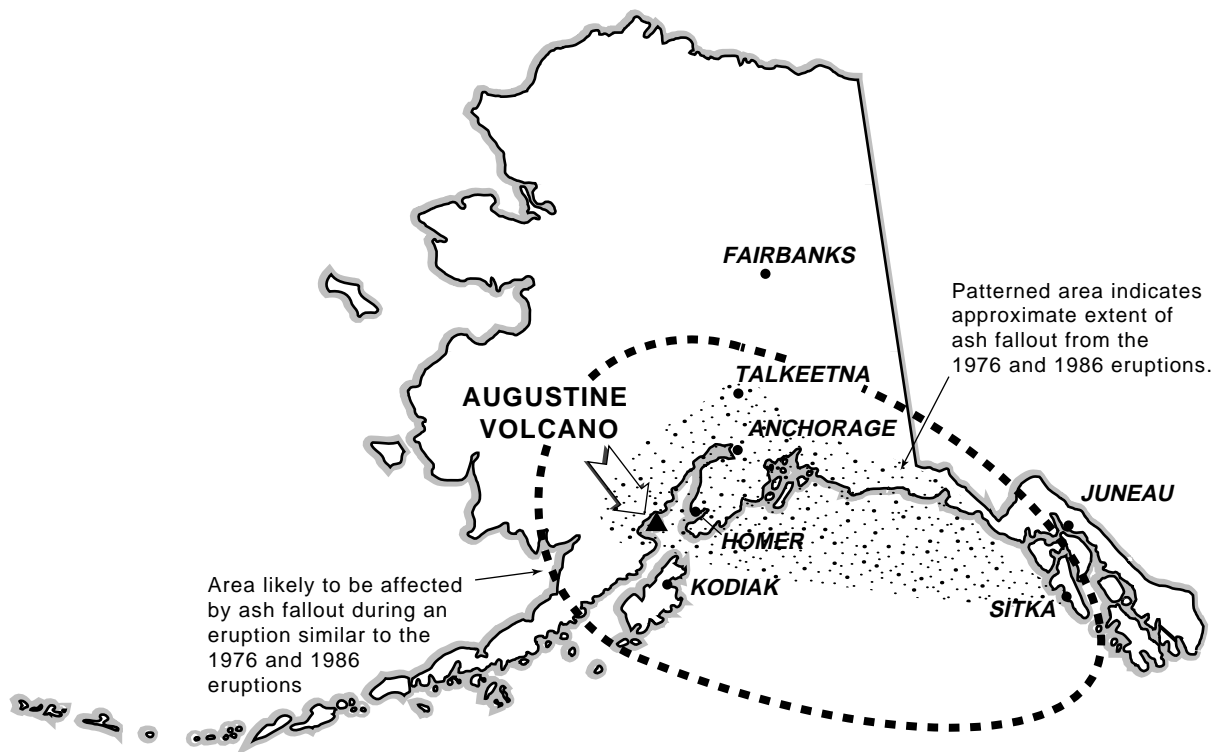 FAIRBANKS
Patterned area indicates
approximate extent of
ash fallout from the
1976 and 1986 eruptions.
TALKEETNA
AUGUSTINE
VOLCANO
ANCHORAGE
JUNEAU
HOMER
Area likely to be affected
by ash fallout during an
eruption similar to the
1976 and 1986
eruptions
KODIAK
SITKA